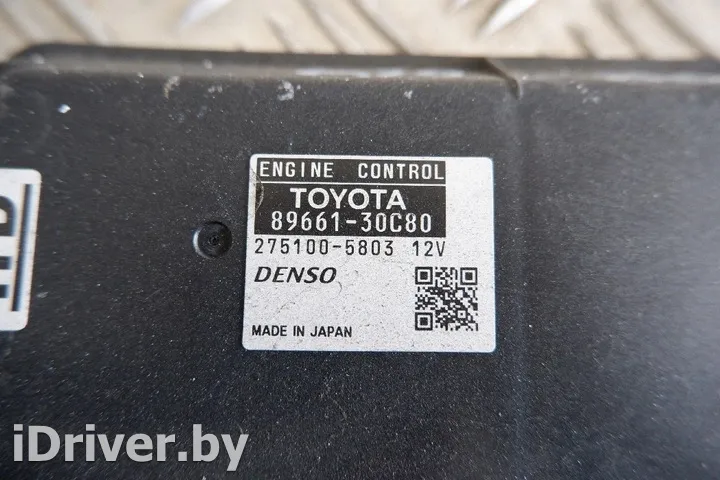 ENGINE CONTROL
TOYOTA
89661-30C80
275100-5803 12V
DENSO
MADE IN JAPAN
iDriver.by